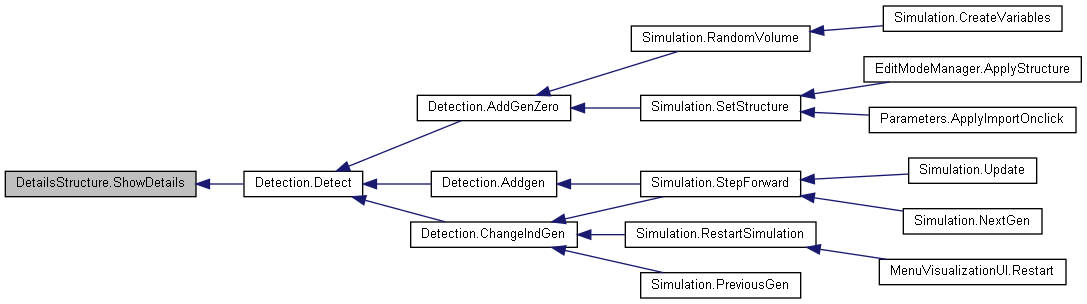 DetailsStructure.ShowDetails
Detection.Detect
Detection.AddGenZero
Simulation.RandomVolume
Simulation.CreateVariables
Simulation.SetStructure
EditModeManager.ApplyStructure
Parameters.ApplyImportOnclick
Detection.Addgen
Simulation.StepForward
Simulation.Update
Simulation.NextGen
Detection.ChangeIndGen
Simulation.RestartSimulation
MenuVisualizationUI.Restart
Simulation.PreviousGen